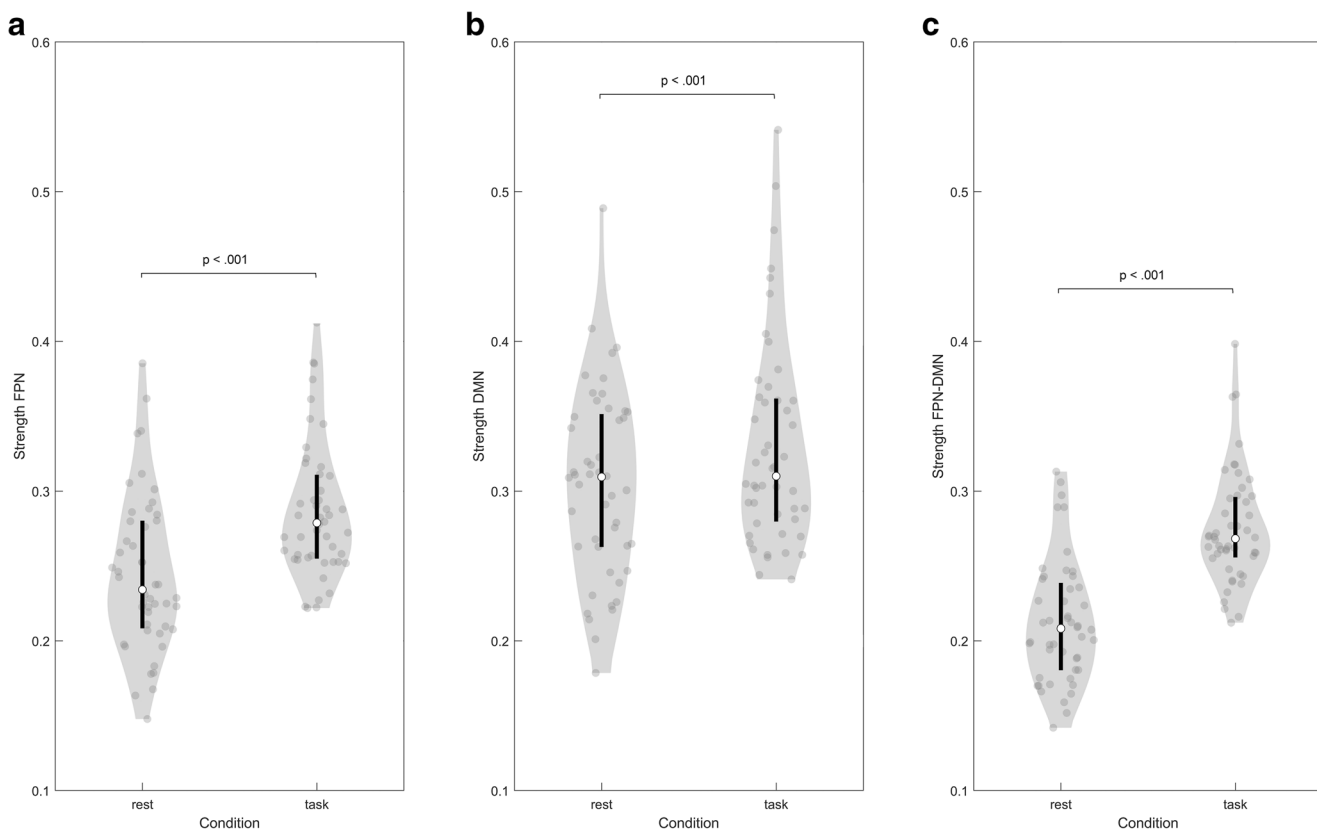 a
0.6
0.5
0.4
0.3
0.2
0.1
Strength FPN
p < .001
rest
task
Condition
b
0.6
0.5
0.4
0.3
0.2
0.1
Strength DMN
p < .001
rest
task
Condition
c
0.6
0.5
0.4
0.3
0.2
0.1
Strength FPN-DMN
p < .001
rest
task
Condition